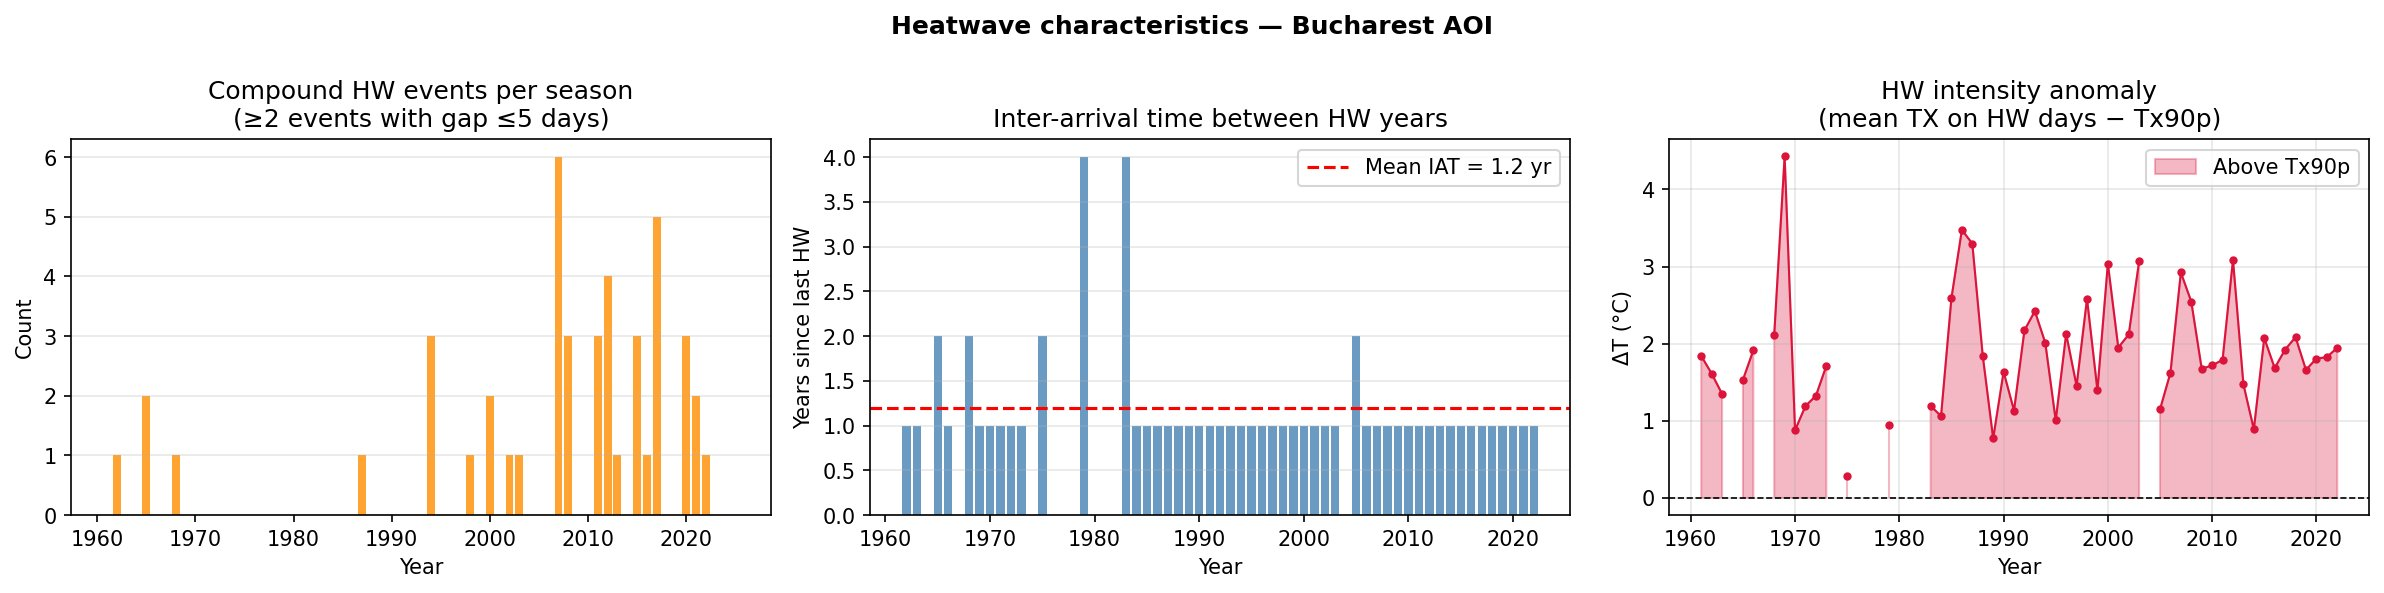 Heatwave characteristics — Bucharest AOI
Compound HW events per season
(≥2 events with gap ≤5 days)
6
5
4
3
2
1
0
Count
1960 1970 1980 1990 2000 2010 2020
Year
Inter-arrival time between HW years
Mean IAT = 1.2 yr
4.0
3.5
3.0
2.5
2.0
1.5
1.0
0.5
0.0
Years since last HW
1960 1970 1980 1990 2000 2010 2020
Year
HW intensity anomaly
(mean TX on HW days − Tx90p)
Above Tx90p
4
3
2
1
0
ΔT (°C)
1960 1970 1980 1990 2000 2010 2020
Year